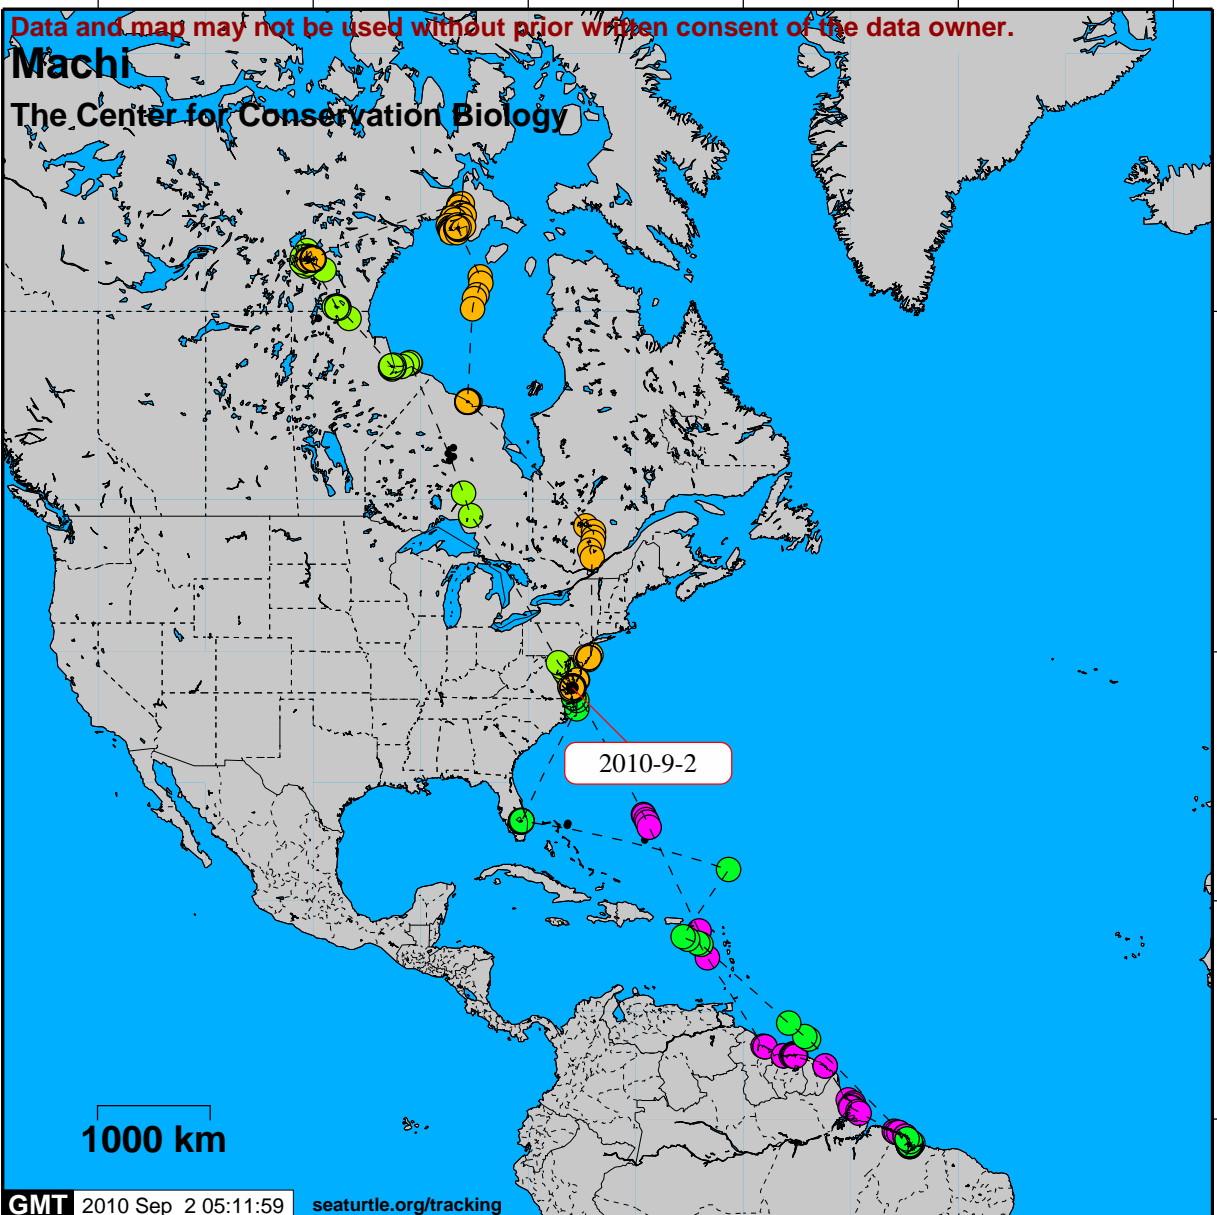 Data and map may not be used without prior written consent of the data owner.
Machi
The Center for Conservation Biology
2010-9-2
1000 km
GMT 2010 Sep 2 05:11:59 seaturtle.org/tracking